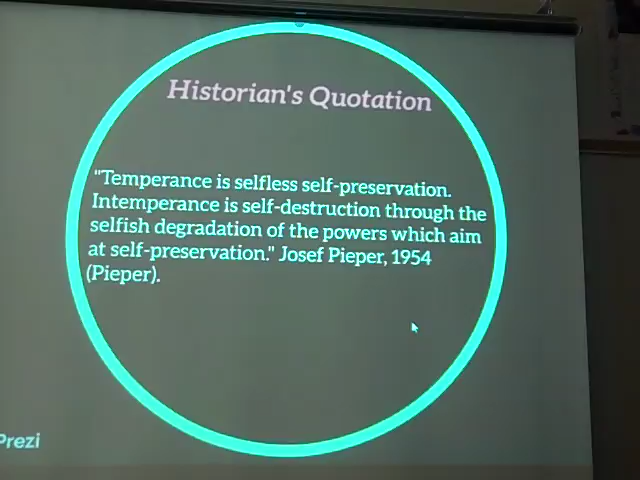 Historian's Quotation
"Temperance is selfless self-preservation.
Intemperance is self-destruction through the
selfish degradation of the powers which aim
at self-preservation." Josef Pieper, 1954
(Pieper).
Prezi